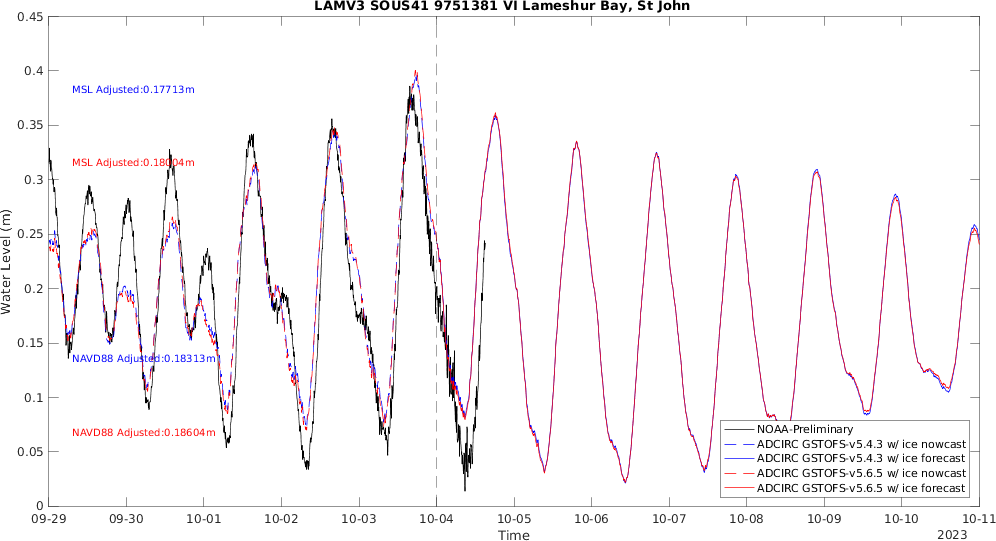 LAMV3 SOUS41 9751381 VI Lameshur Bay, St John
0.45
0.4
0.35
0.3
0.25
0.2
0.15
0.1
0.05
0
Water Level (m)
MSL Adjusted:0.17713m
MSL Adjusted:0.18004m
NAVD88 Adjusted:0.18313m
NAVD88 Adjusted:0.18604m
NOAA-Preliminary
ADCIRC GSTOFS-v5.4.3 w/ ice nowcast
ADCIRC GSTOFS-v5.4.3 w/ ice forecast
ADCIRC GSTOFS-v5.6.5 w/ ice nowcast
ADCIRC GSTOFS-v5.6.5 w/ ice forecast
09-29 09-30 10-01 10-02 10-03 10-04 10-05 10-06 10-07 10-08 10-09 10-10 10-11
Time
2023